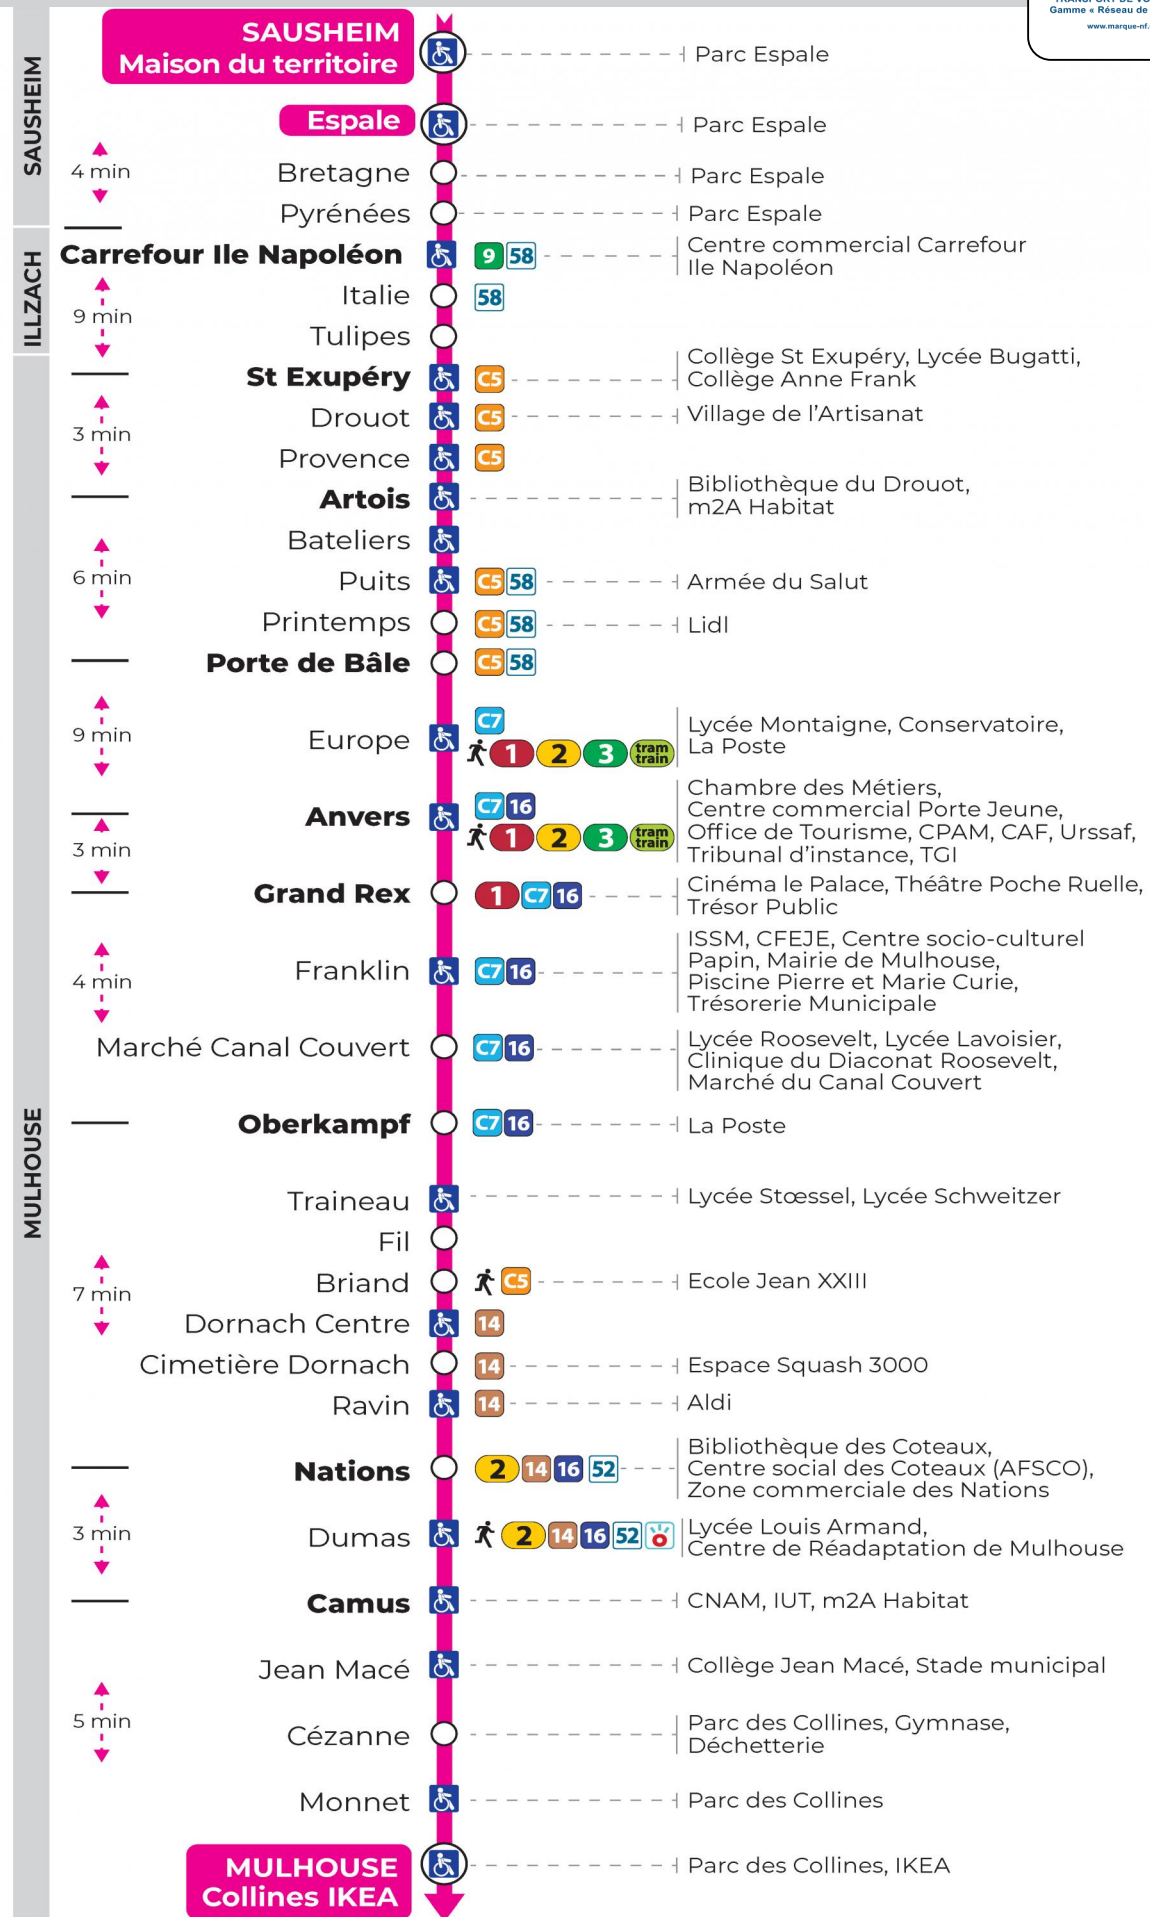 TRANSPORT DE VO
Gamme « Réseau de
www.marque-nf.
SAUSHEIM
SAUSHEIM
Maison du territoire
Parc Espale
Espale
Parc Espale
4 min
Bretagne
Parc Espale
Pyrénées
Parc Espale
ILLZACH
Carrefour Ile Napoléon
9 58
Centre commercial Carrefour
Ile Napoléon
9 min
Italie
58
Tulipes
MULHOUSE
St Exupéry
C5
Collège St Exupéry, Lycée Bugatti,
Collège Anne Frank
3 min
Drouot
C5
Village de l'Artisanat
Provence
C5
Artois
Bibliothèque du Drouot,
m2A Habitat
Bateliers
6 min
Puits
C5 58
Armée du Salut
Printemps
C5 58
Lidl
Porte de Bâle
C5 58
9 min
Europe
C7
1 2 3 tram train
Lycée Montaigne, Conservatoire,
La Poste
Anvers
C7 16
1 2 3 tram train
Chambre des Métiers,
Centre commercial Porte Jeune,
Office de Tourisme, CPAM, CAF, Urssaf,
Tribunal d'instance, TGI
3 min
Grand Rex
1 C7 16
Cinéma le Palace, Théâtre Poche Ruelle,
Trésor Public
4 min
Franklin
C7 16
ISSM, CFEJE, Centre socio-culturel
Papin, Mairie de Mulhouse,
Piscine Pierre et Marie Curie,
Trésorerie Municipale
Marché Canal Couvert
C7 16
Lycée Roosevelt, Lycée Lavoisier,
Clinique du Diaconat Roosevelt,
Marché du Canal Couvert
Oberkampf
C7 16
La Poste
Traineau
Lycée Stœssel, Lycée Schweitzer
Fil
7 min
Briand
C5
Ecole Jean XXIII
Dornach Centre
14
Cimetière Dornach
14
Espace Squash 3000
Ravin
14
Aldi
Nations
2 14 16 52
Bibliothèque des Coteaux,
Centre social des Coteaux (AFSCO),
Zone commerciale des Nations
3 min
Dumas
2 14 16 52
Lycée Louis Armand,
Centre de Réadaptation de Mulhouse
Camus
CNAM, IUT, m2A Habitat
Jean Macé
Collège Jean Macé, Stade municipal
5 min
Cézanne
Parc des Collines, Gymnase,
Déchetterie
Monnet
Parc des Collines
MULHOUSE
Collines IKEA
Parc des Collines, IKEA